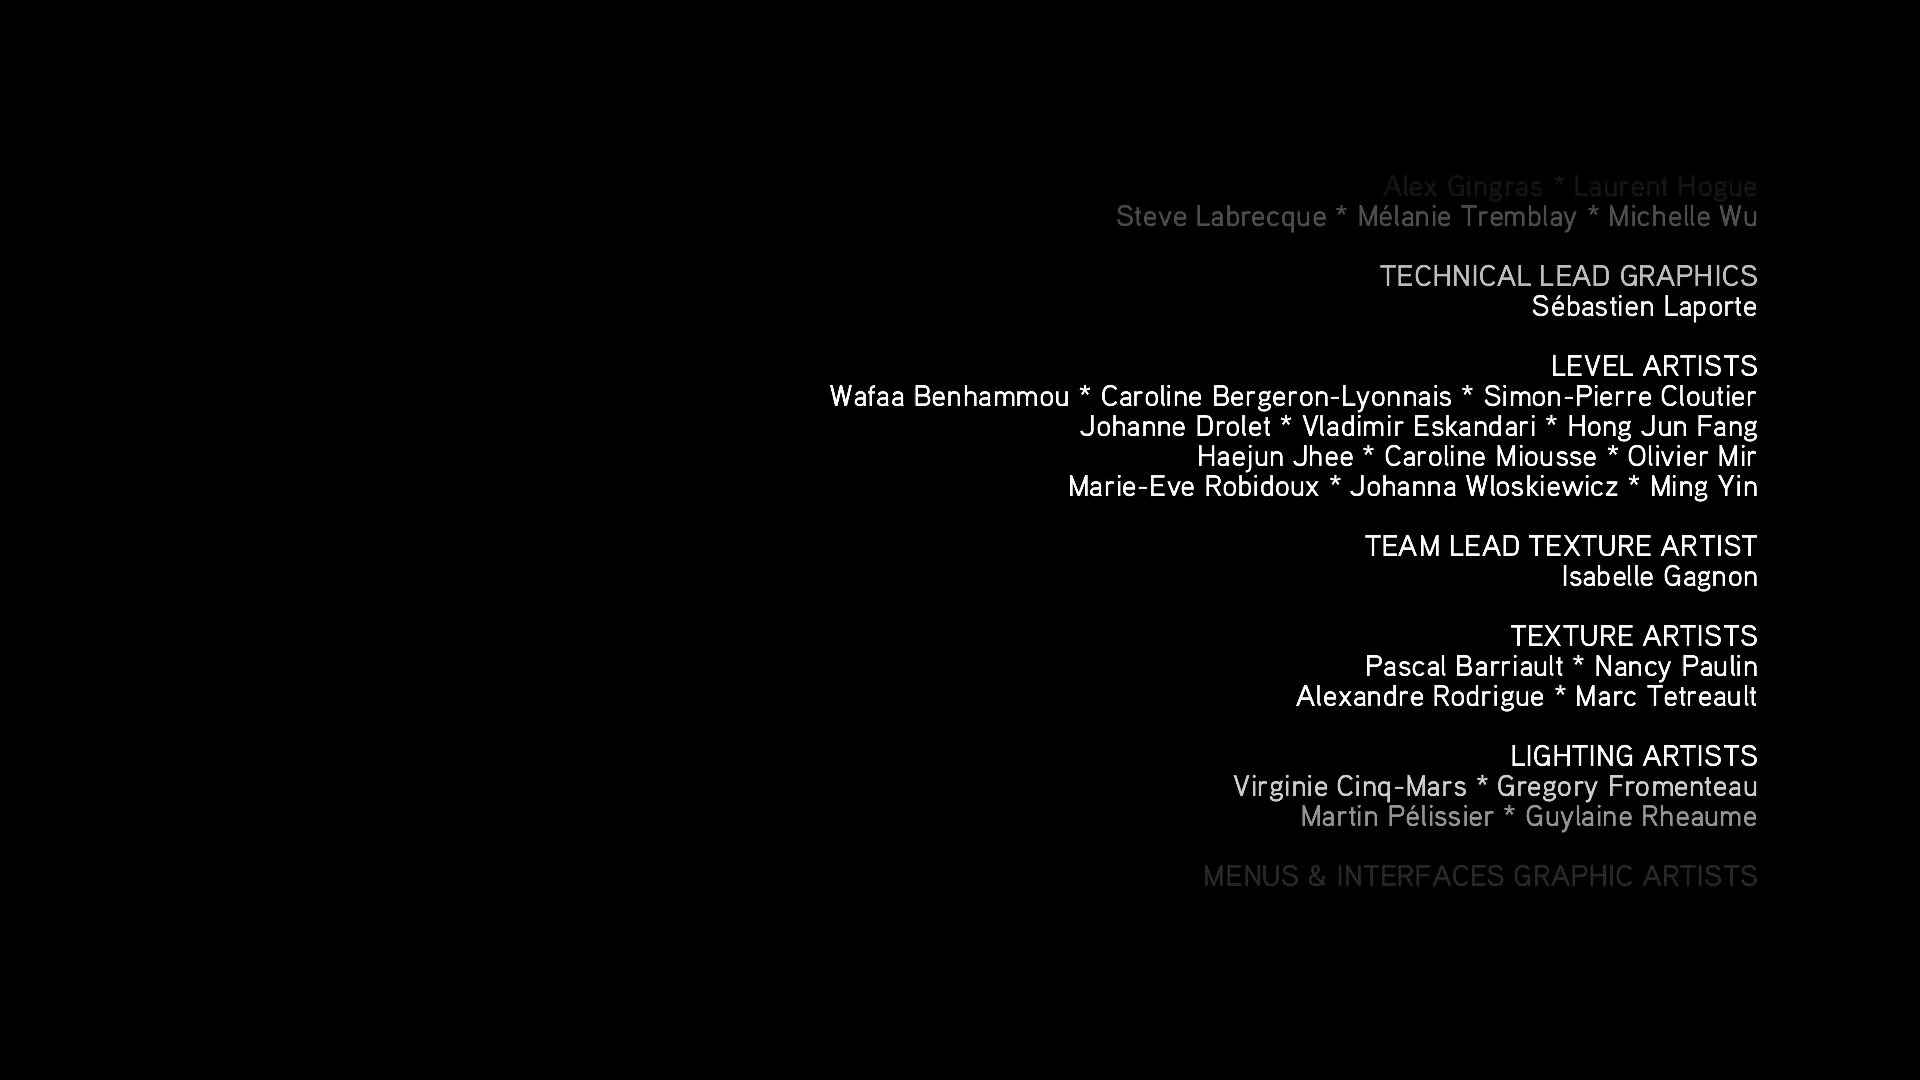 Alex Gingras * Laurent Hogue
Steve Labrecque * Mélanie Tremblay * Michelle Wu
TECHNICAL LEAD GRAPHICS
Sébastien Laporte
LEVEL ARTISTS
Wafaa Benhammou * Caroline Bergeron-Lyonnais * Simon-Pierre Cloutier
Johanne Drolet * Vladimir Eskandari * Hong Jun Fang
Haejun Jhee * Caroline Miousse * Olivier Mir
Marie-Eve Robidoux * Johanna Wloskiewicz * Ming Yin
TEAM LEAD TEXTURE ARTIST
Isabelle Gagnon
TEXTURE ARTISTS
Pascal Barriault * Nancy Paulin
Alexandre Rodrigue * Marc Tetreault
LIGHTING ARTISTS
Virginie Cinq-Mars * Gregory Fromenteau
Martin Pélissier * Guylaine Rheaume
MENUS & INTERFACES GRAPHIC ARTISTS